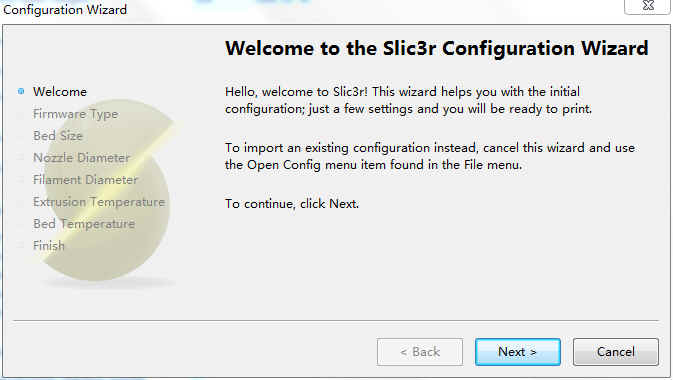 Configuration Wizard
Welcome to the Slic3r Configuration Wizard
Welcome
Firmware Type
Bed Size
Nozzle Diameter
Filament Diameter
Extrusion Temperature
Bed Temperature
Finish
Hello, welcome to Slic3r! This wizard helps you with the initial
configuration; just a few settings and you will be ready to print.
To import an existing configuration instead, cancel this wizard and use
the Open Config menu item found in the File menu.
To continue, click Next.
< Back
Next >
Cancel